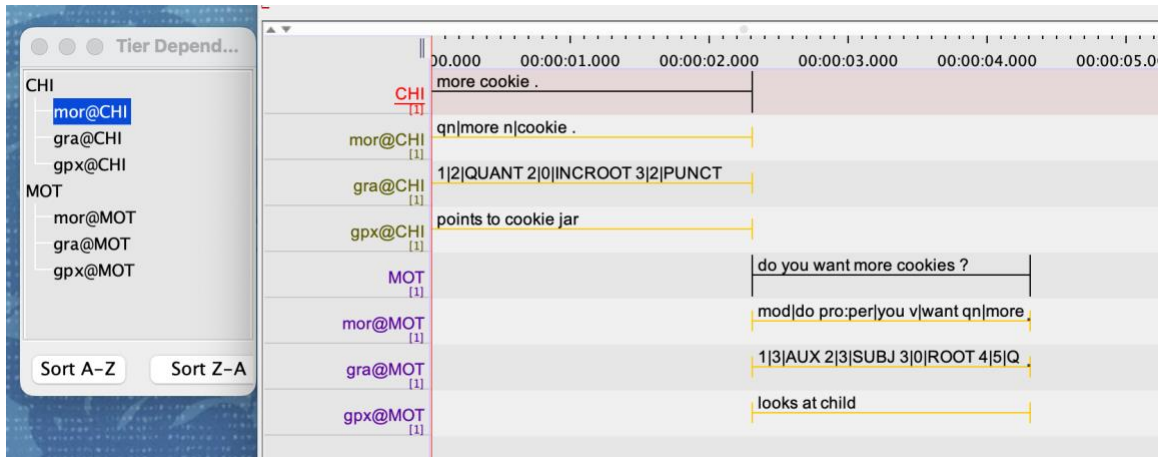 Tier Depend...
CHI
mor@CHI
gra@CHI
gpx@CHI
MOT
mor@MOT
gra@MOT
gpx@MOT
Sort A-Z Sort Z-A
00.000 00:00:01.000 00:00:02.000 00:00:03.000 00:00:04.000 00:00:05.0
CHI [1] more cookie .
mor@CHI [1] qn|more n|cookie .
gra@CHI [1] 1|2|QUANT 2|0|INCROOT 3|2|PUNCT
gpx@CHI [1] points to cookie jar
MOT [1] do you want more cookies ?
mor@MOT [1] mod|do pro:per|you v|want qn|more
gra@MOT [1] 1|3|AUX 2|3|SUBJ 3|0|ROOT 4|5|Q
gpx@MOT [1] looks at child